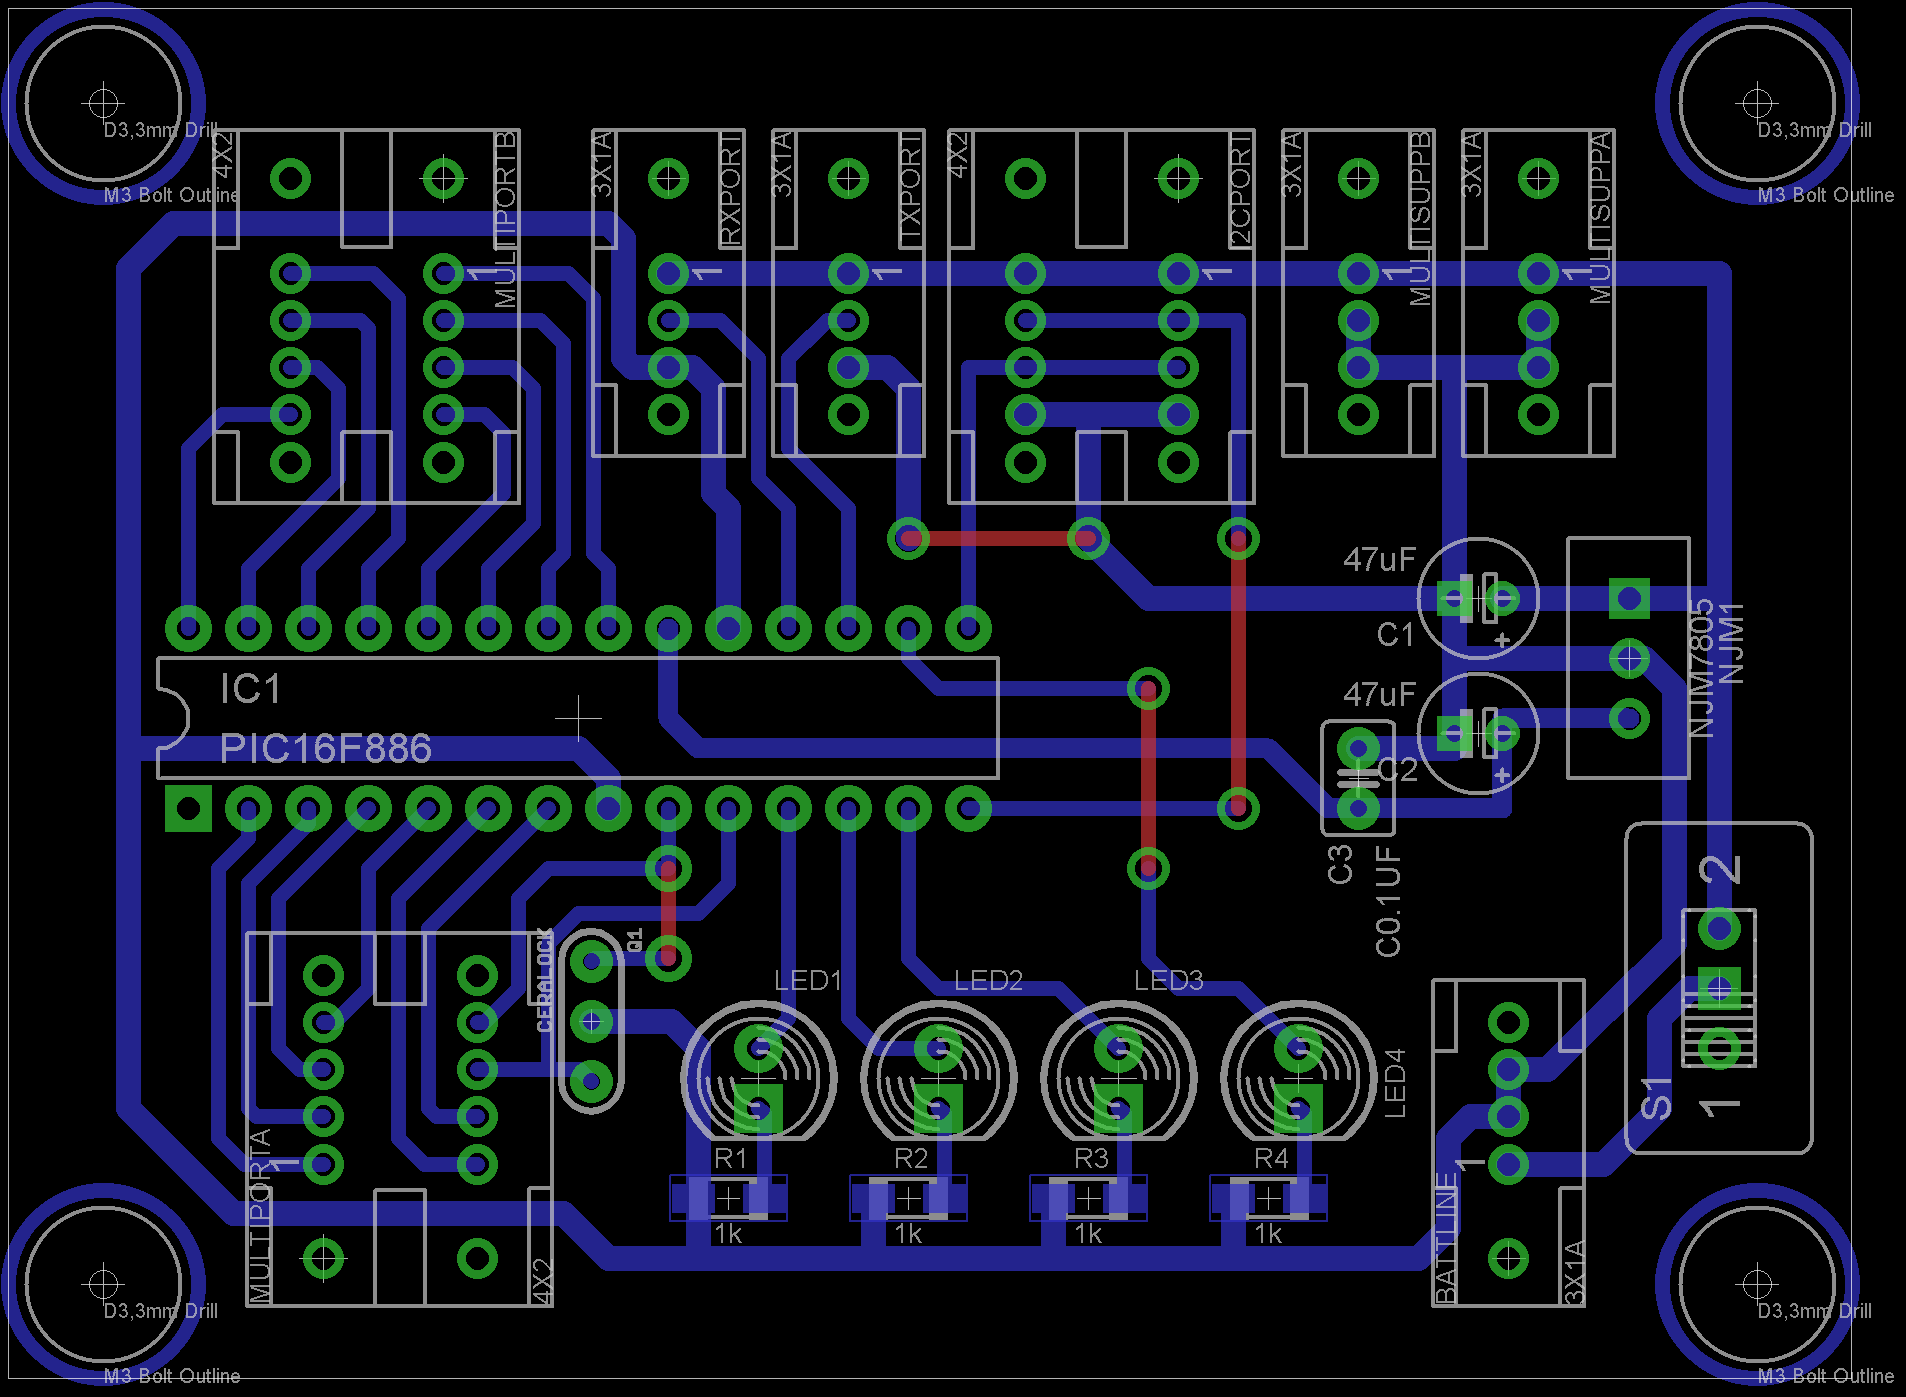 D3,3mm Drill
M3 Bolt Outline
4X2
MULTIPORTB
1
3X1A
RXPORT
1
3X1A
TXPORT
1
4X2
I2CPORT
1
3X1A
MULTISUPPB
1
3X1A
MULTISUPPA
1
D3,3mm Drill
M3 Bolt Outline
47uF
C1
+
47uF
C2
+
NJM7805
NJM1
IC1
PIC16F886
C3
C0.1UF
2
S1
1
Q1
CERALOCK
LED1
LED2
LED3
LED4
R1
1k
R2
1k
R3
1k
R4
1k
MULTIPORTA
1
4X2
BATTLINE
1
3X1A
D3,3mm Drill
M3 Bolt Outline
D3,3mm Drill
M3 Bolt Outline